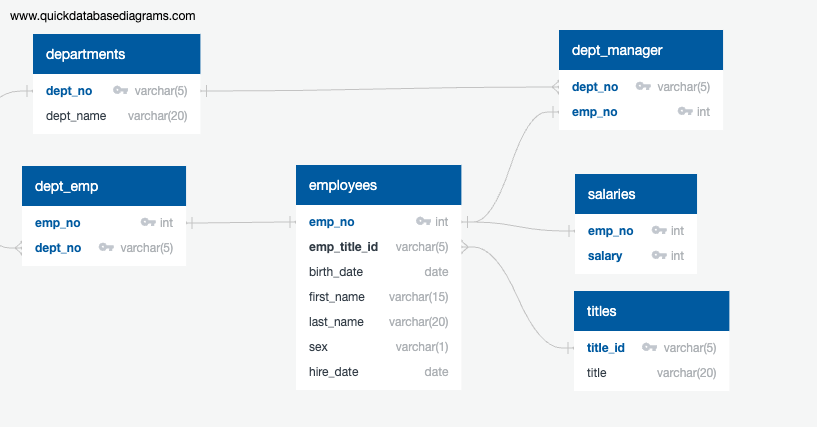 www.quickdatabasediagrams.com
departments
dept_no varchar(5)
dept_name varchar(20)
dept_manager
dept_no varchar(5)
emp_no int
dept_emp
emp_no int
dept_no varchar(5)
employees
emp_no int
emp_title_id varchar(5)
birth_date date
first_name varchar(15)
last_name varchar(20)
sex varchar(1)
hire_date date
salaries
emp_no int
salary int
titles
title_id varchar(5)
title varchar(20)